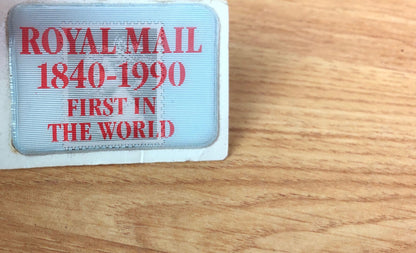 ROYAL MAIL
1840-1990
FIRST IN
THE WORLD